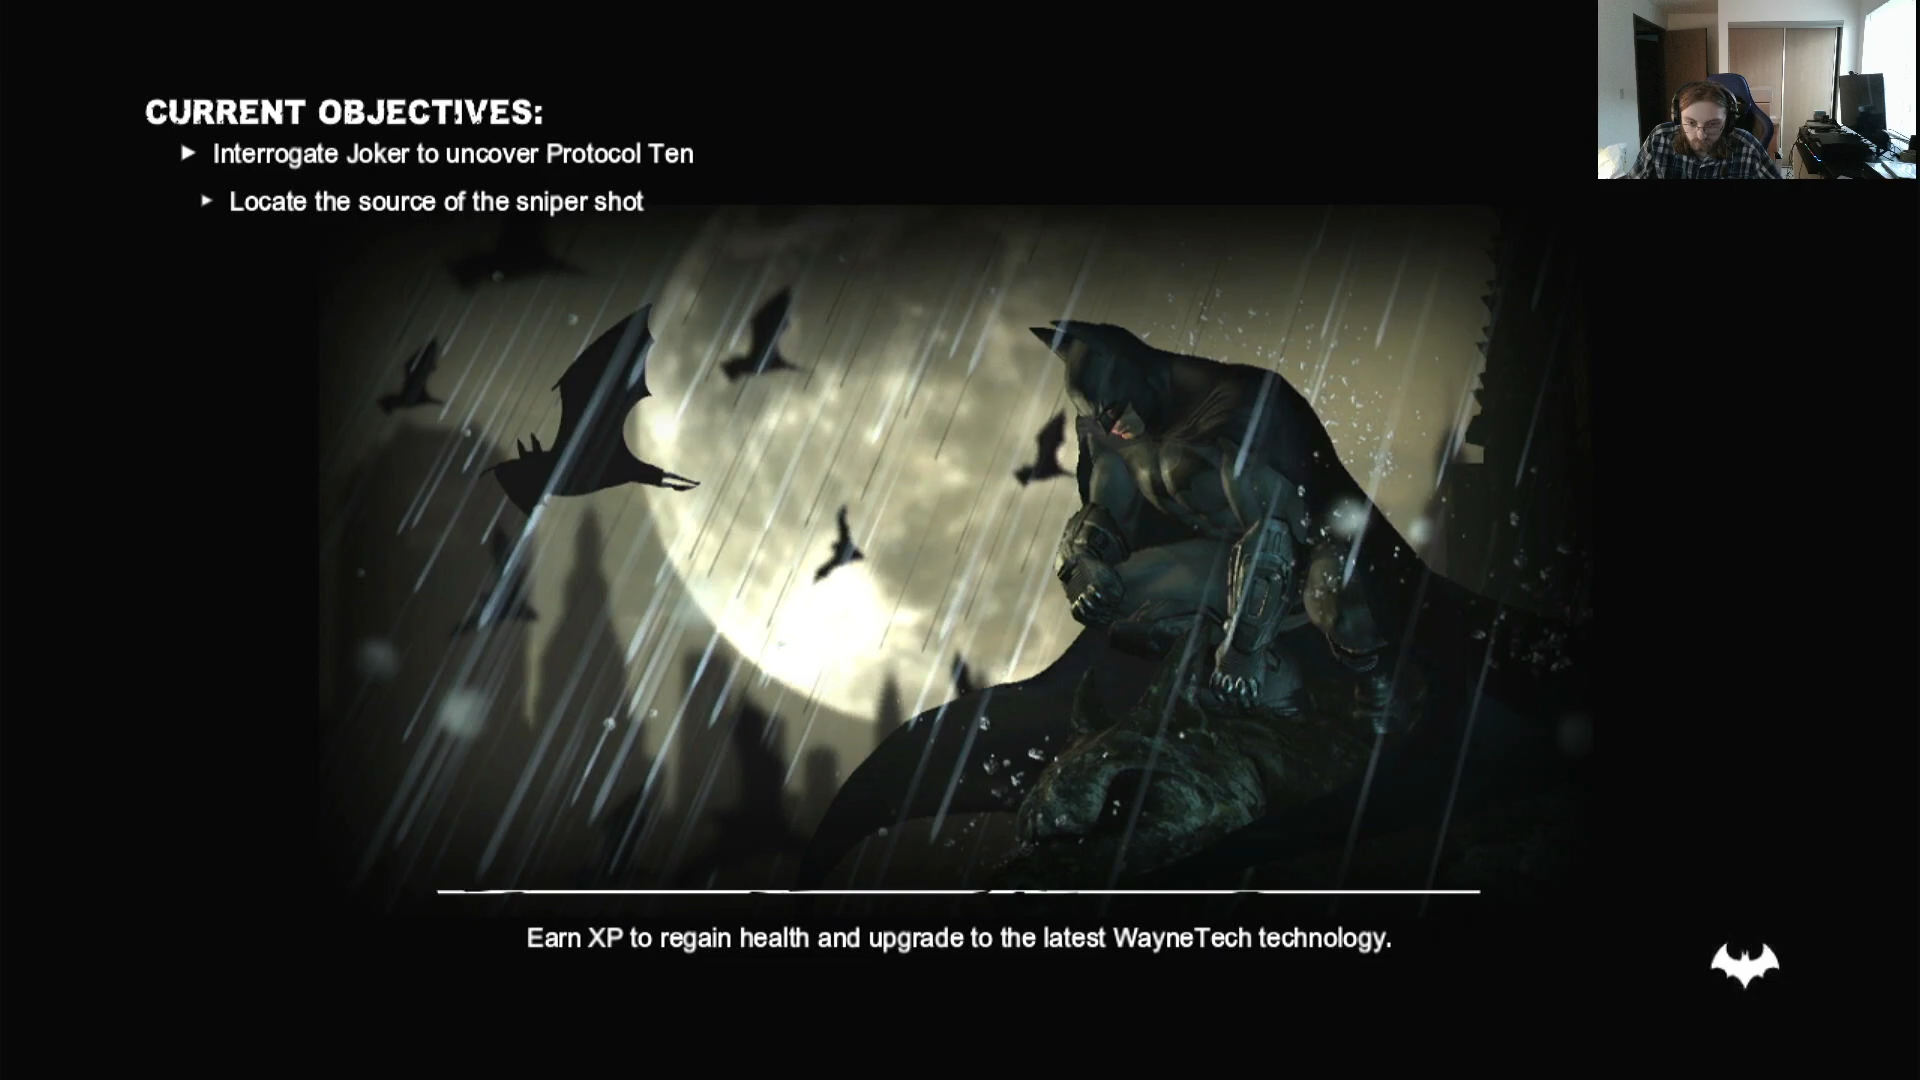 CURRENT OBJECTIVES:
Interrogate Joker to uncover Protocol Ten
Locate the source of the sniper shot
Earn XP to regain health and upgrade to the latest WayneTech technology.